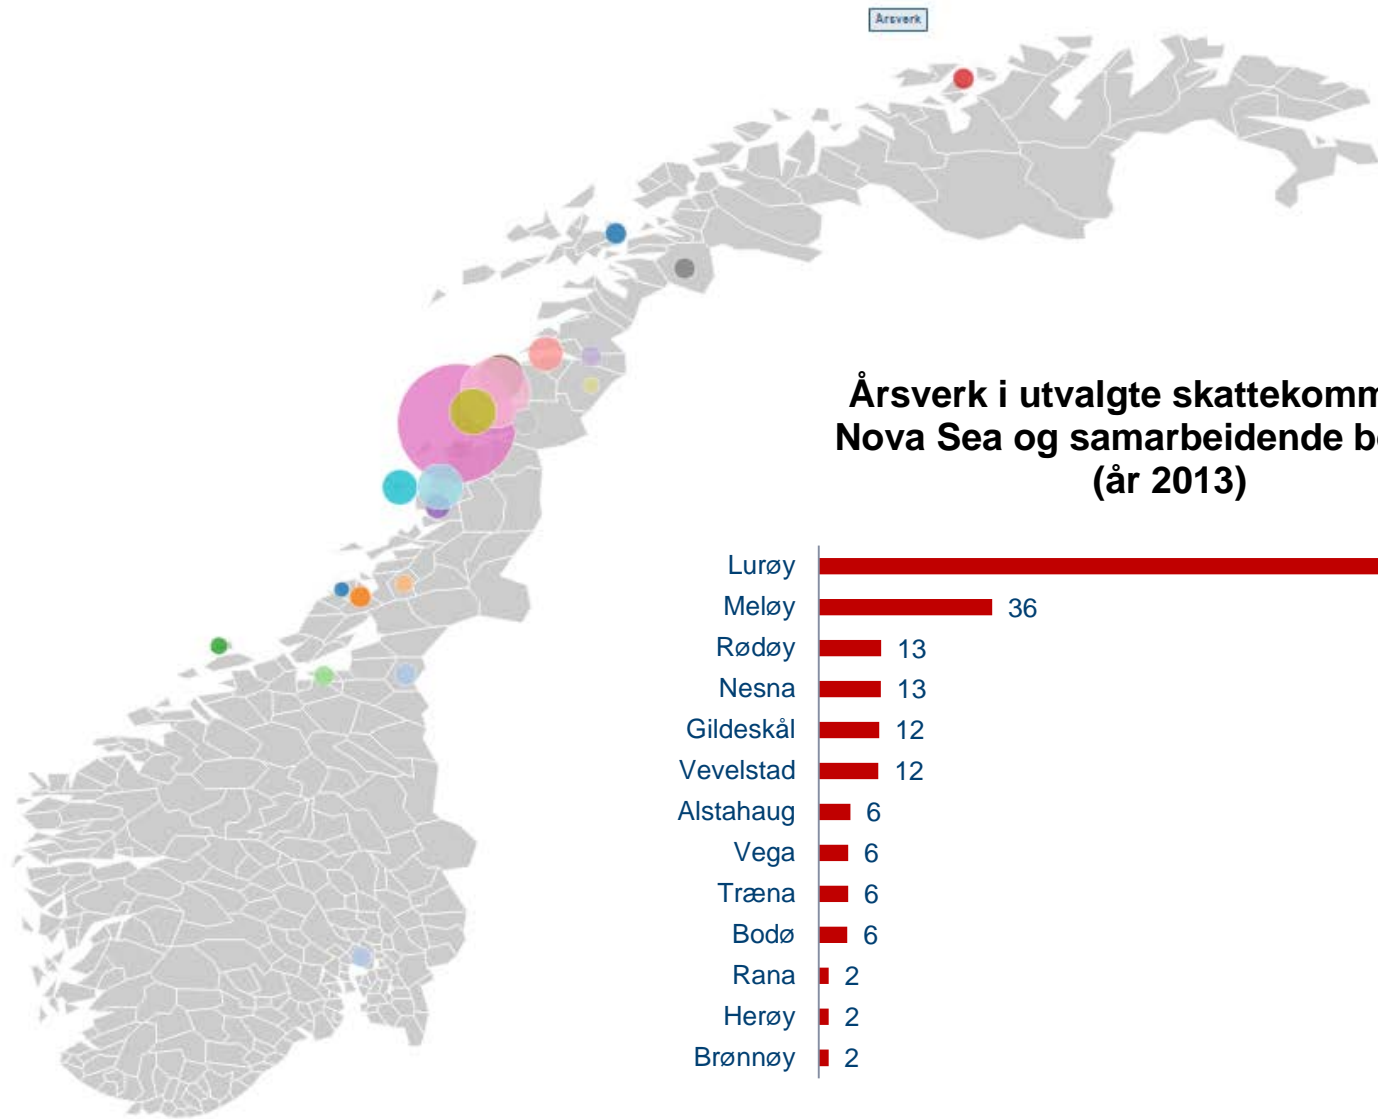 Årsverk
Årsverk i utvalgte skattekomm
Nova Sea og samarbeidende
(år 2013)
Lurøy
Meløy 36
Rødøy 13
Nesna 13
Gildeskål 12
Vevelstad 12
Alstahaug 6
Vega 6
Træna 6
Bodø 6
Rana 2
Herøy 2
Brønnøy 2